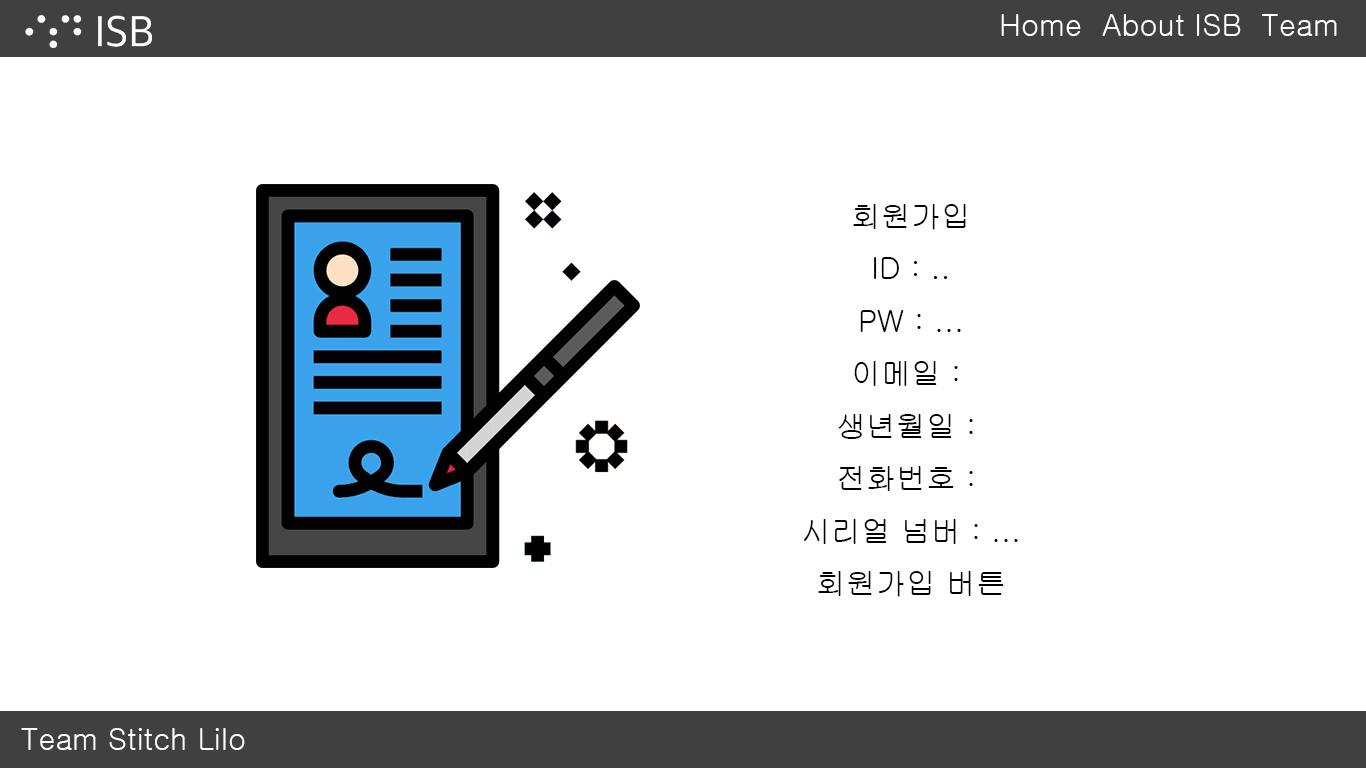 ISB
Home About ISB Team
회원가입
ID : ..
PW : ...
이메일 :
생년월일 :
전화번호 :
시리얼 넘버 : ...
회원가입 버튼
Team Stitch Lilo